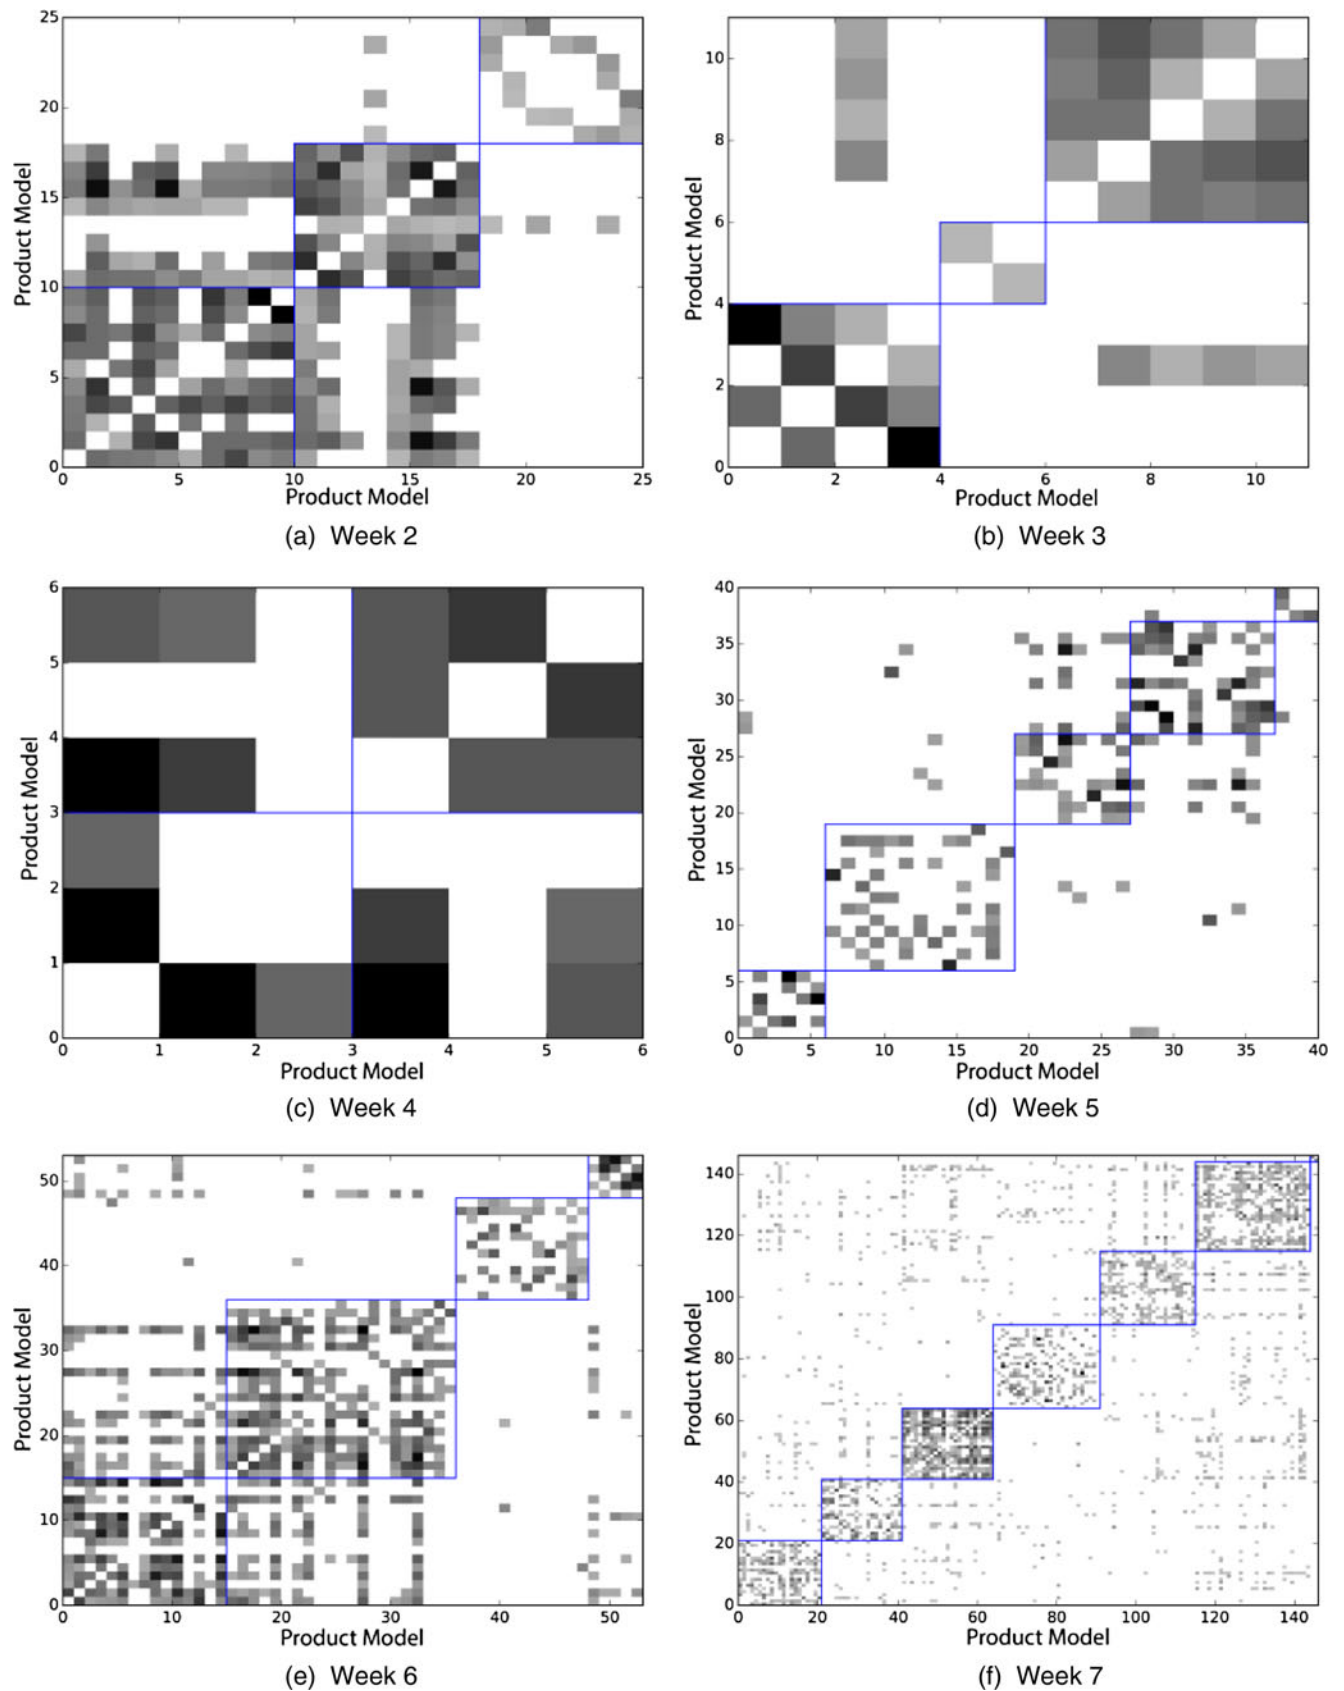 25
20
15
10
5
0
Product Model
0 5 10 15 20 25
Product Model
(a) Week 2
10
8
6
4
2
0
Product Model
0 2 4 6 8 10
Product Model
(b) Week 3
6
5
4
3
2
1
0
Product Model
0 1 2 3 4 5 6
Product Model
(c) Week 4
40
35
30
25
20
15
10
5
0
Product Model
0 5 10 15 20 25 30 35 40
Product Model
(d) Week 5
50
40
30
20
10
0
Product Model
0 10 20 30 40 50
Product Model
(e) Week 6
140
120
100
80
60
40
20
0
Product Model
0 20 40 60 80 100 120 140
Product Model
(f) Week 7